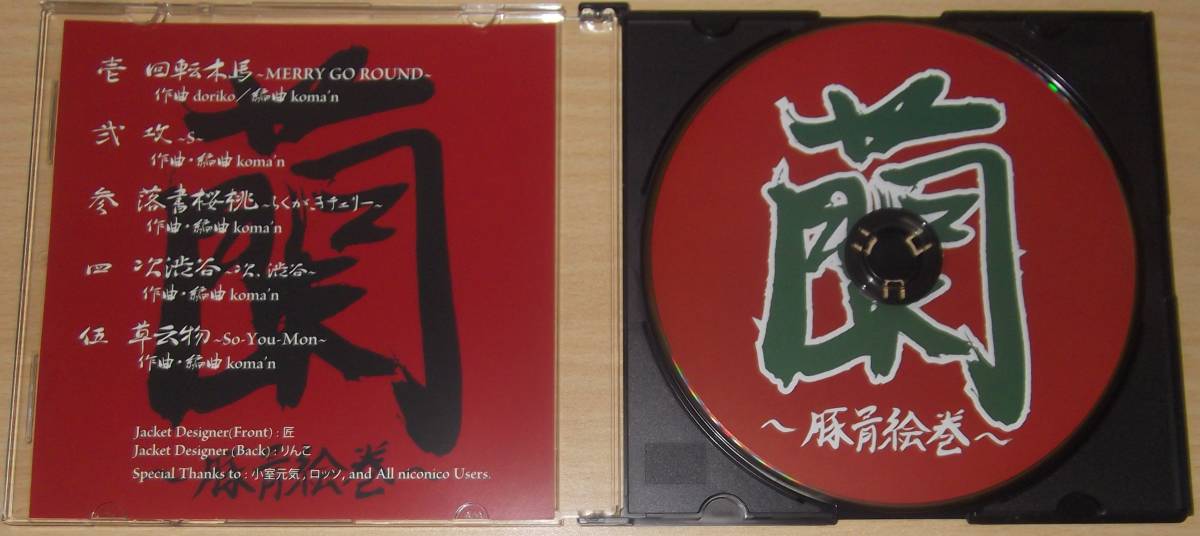 壱 回転木馬~MERRY GO ROUND~
作曲 doriko/編曲 koma'n
弐 攻~S~
作曲・編曲 koma'n
参 落書桜桃~らくがきチェリー~
作曲・編曲 koma'n
四 次渋谷~次、渋谷~
作曲・編曲 koma'n
伍 草云物~So-You-Mon~
作曲・編曲 koma'n
Jacket Designer(Front) : 匠
Jacket Designer (Back) : りんこ
Special Thanks to : 小室元気 , ロッソ, and All niconico Users.
蘭
~豚骨絵巻~
蘭
~豚骨絵巻~